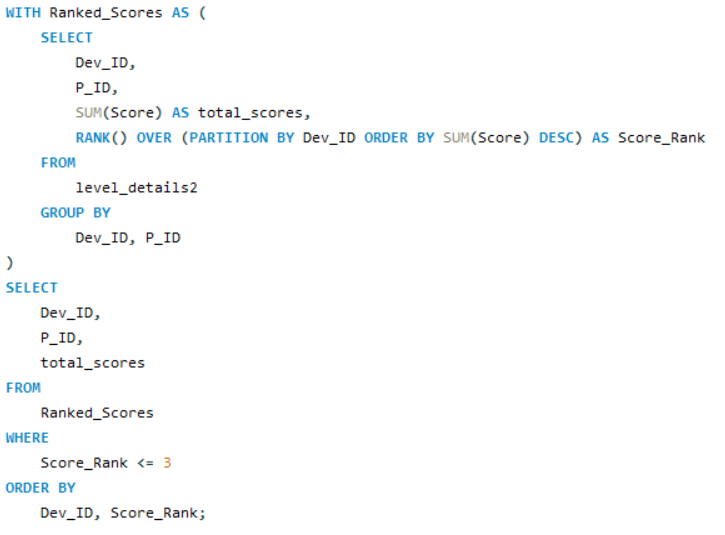 WITH Ranked_Scores AS (
    SELECT
        Dev_ID,
        P_ID,
        SUM(Score) AS total_scores,
        RANK() OVER (PARTITION BY Dev_ID ORDER BY SUM(Score) DESC) AS Score_Rank
    FROM
        level_details2
    GROUP BY
        Dev_ID, P_ID
)
SELECT
    Dev_ID,
    P_ID,
    total_scores
FROM
    Ranked_Scores
WHERE
    Score_Rank <= 3
ORDER BY
    Dev_ID, Score_Rank;